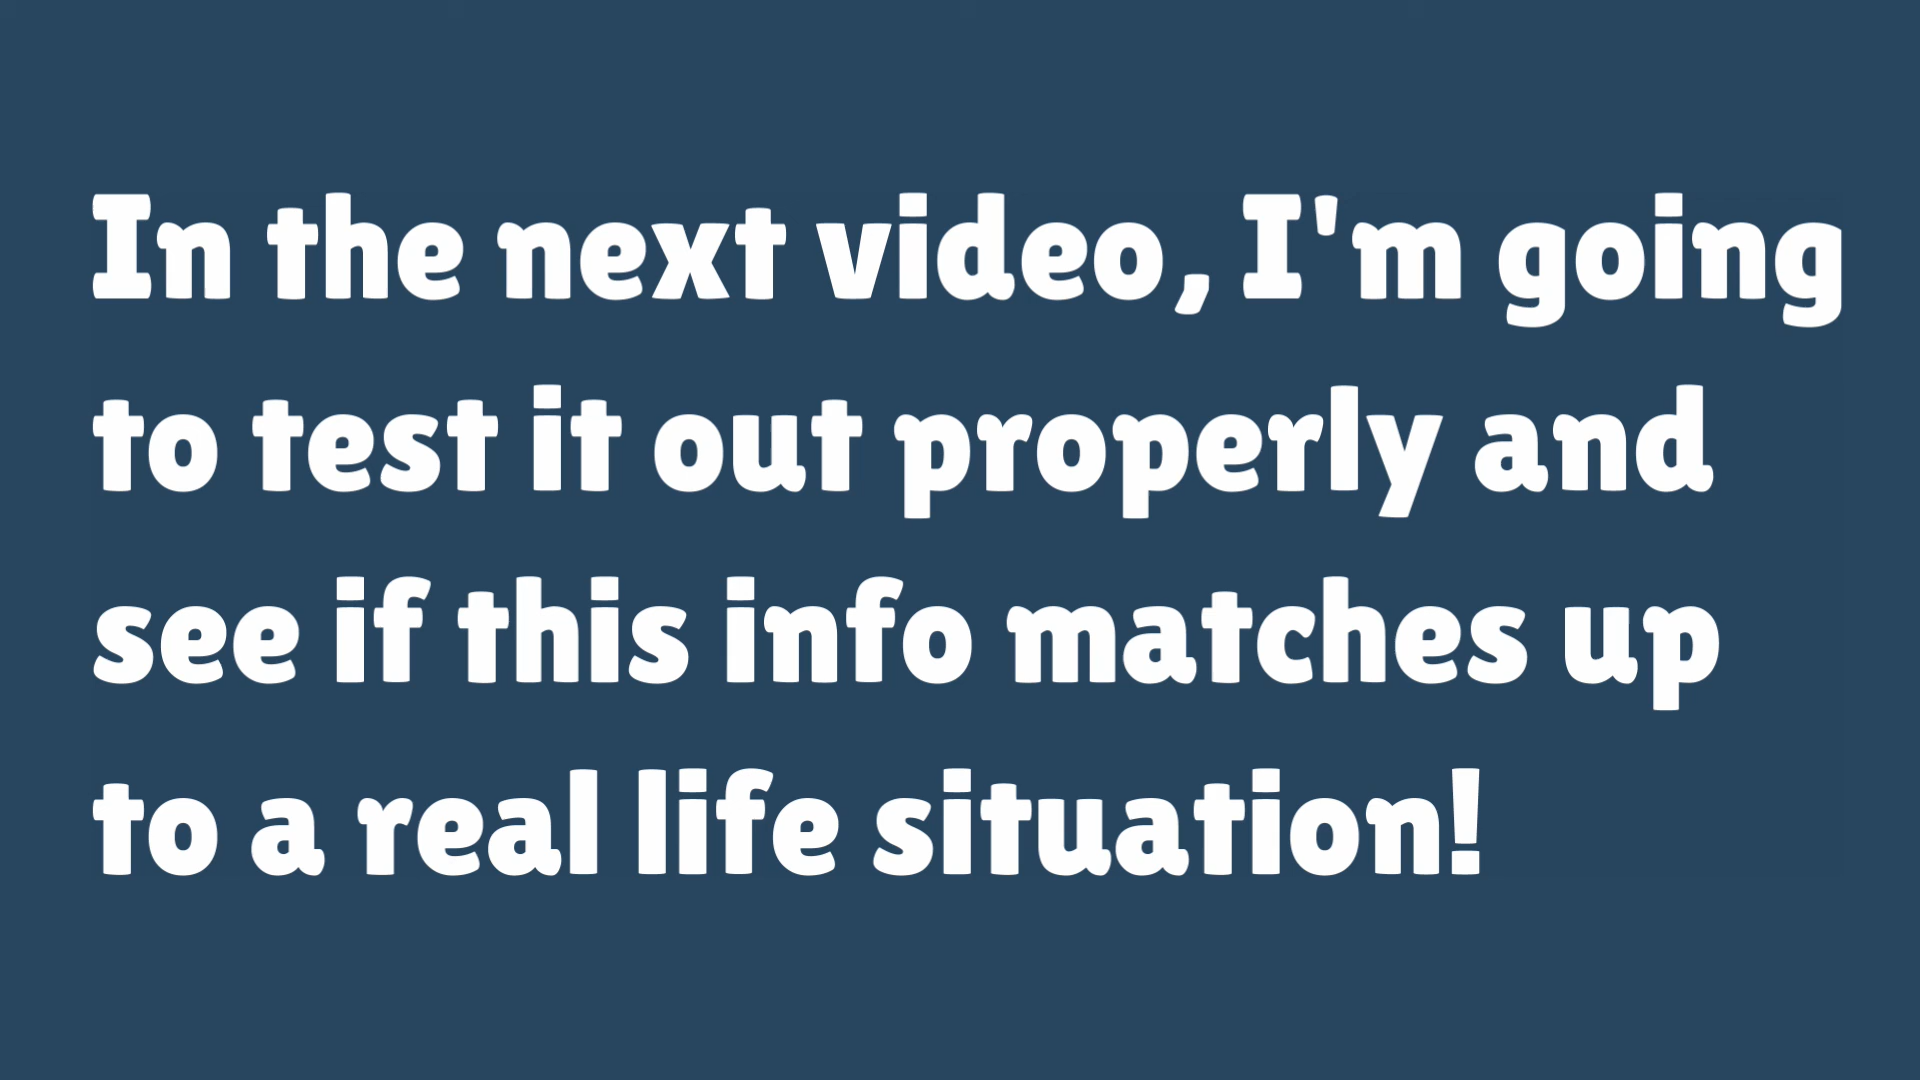 In the next video, I'm going
to test it out properly and
see if this info matches up
to a real life situation!